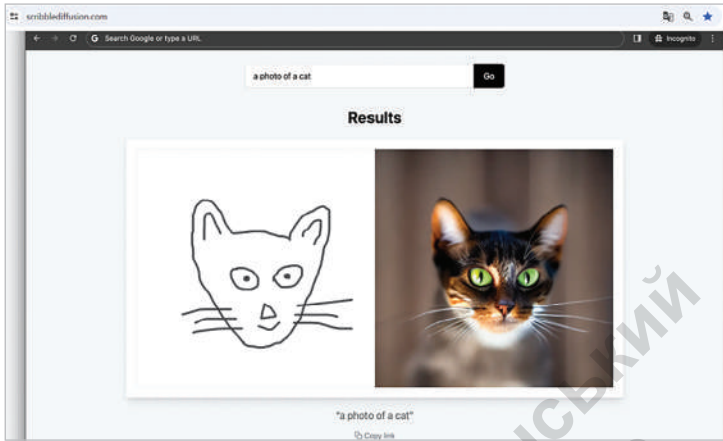 scribblediffusion.com
Search Google or type a URL
Incognito
a photo of a cat
Go
Results
"a photo of a cat"
Copy link